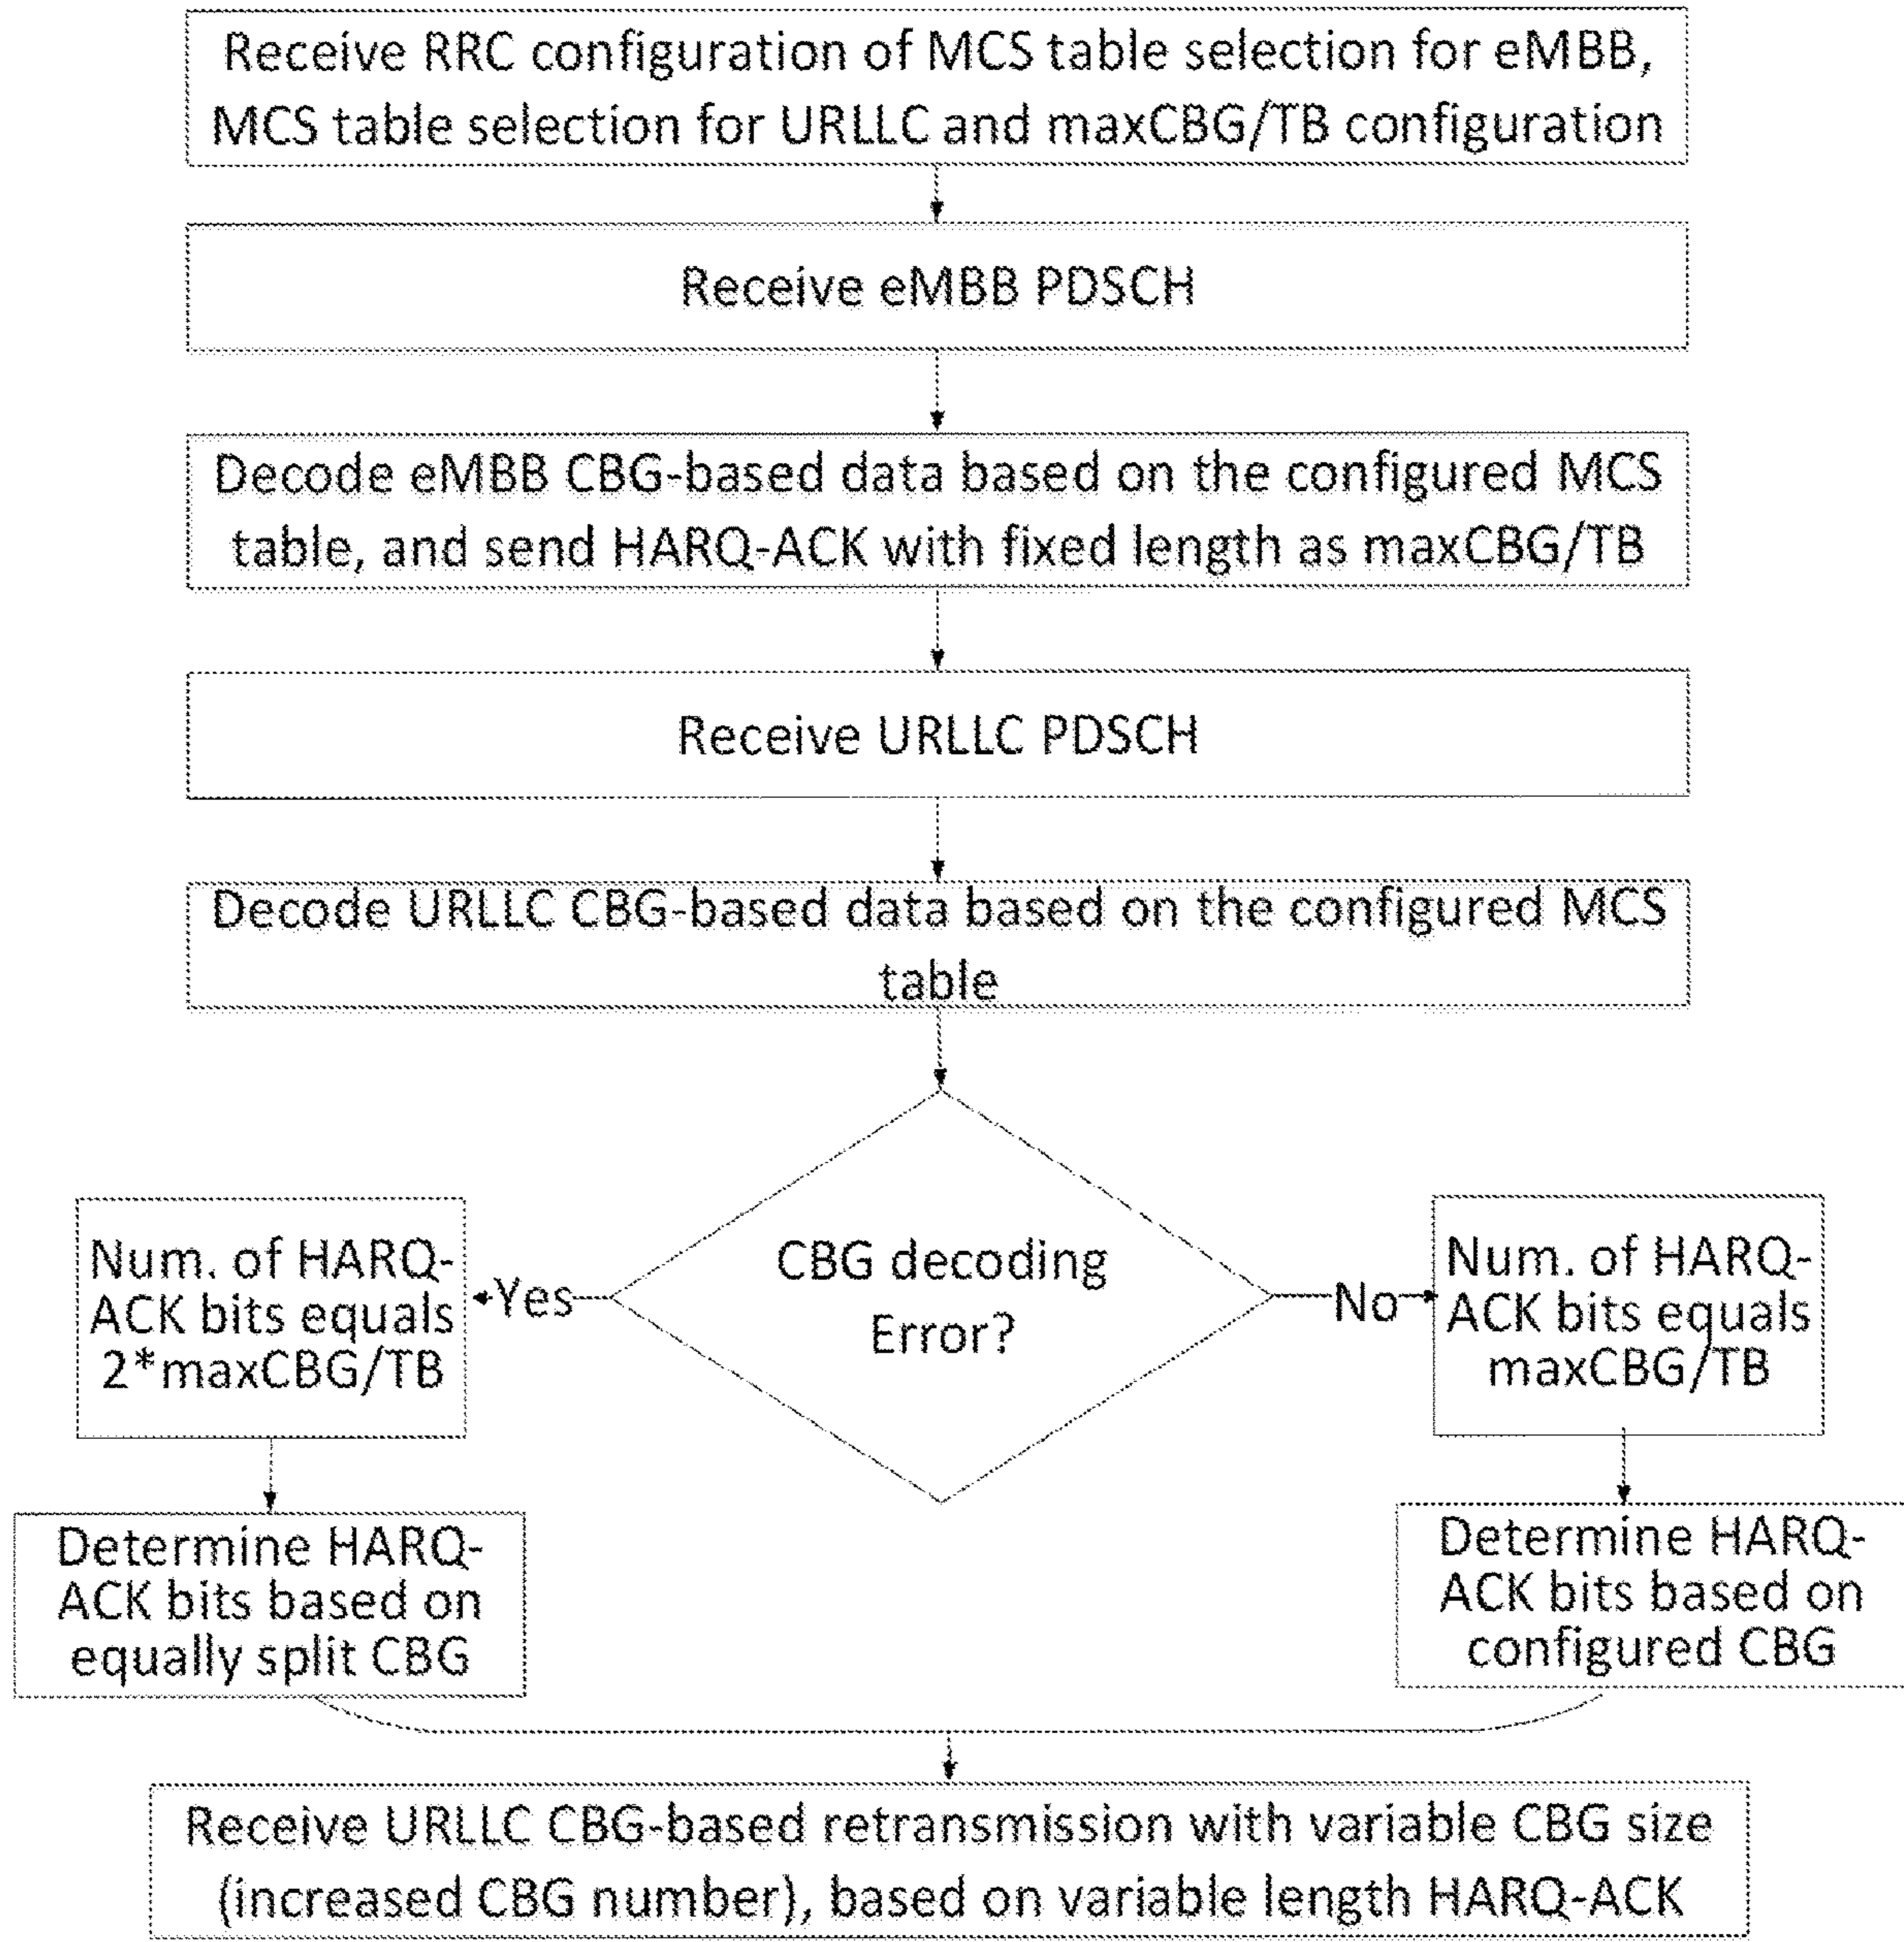 Receive RRC configuration of MCS table selection for eMBB,
MCS table selection for URLLC and maxCBG/TB configuration
Receive eMBB PDSCH
Decode eMBB CBG-based data based on the configured MCS
table, and send HARQ-ACK with fixed length as maxCBG/TB
Receive URLLC PDSCH
Decode URLLC CBG-based data based on the configured MCS
table
CBG decoding
Error?
Yes
No
Num. of HARQ-
ACK bits equals
2*maxCBG/TB
Num. of HARQ-
ACK bits equals
maxCBG/TB
Determine HARQ-
ACK bits based on
equally split CBG
Determine HARQ-
ACK bits based on
configured CBG
Receive URLLC CBG-based retransmission with variable CBG size
(increased CBG number), based on variable length HARQ-ACK